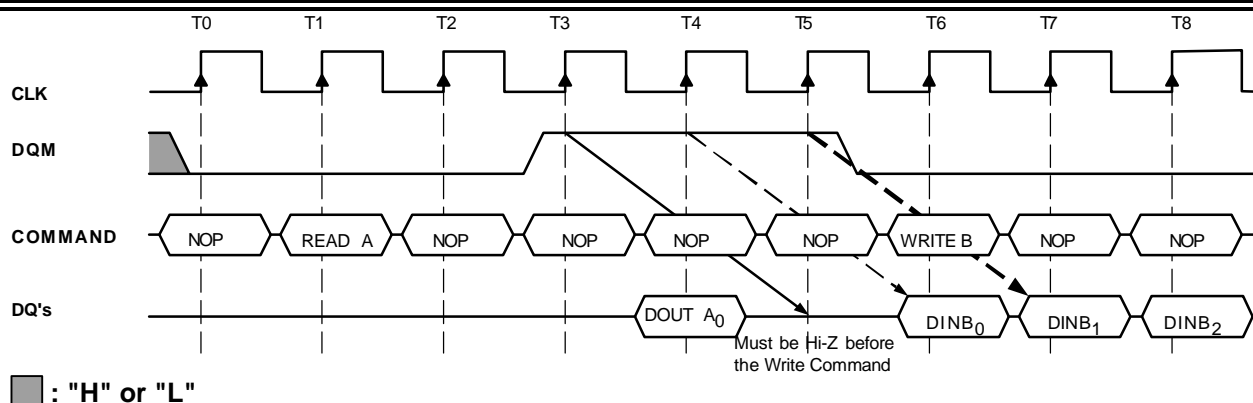 T0 T1 T2 T3 T4 T5 T6 T7 T8
CLK
DQM
COMMAND NOP READ A NOP NOP NOP NOP WRITE B NOP NOP
DQ's DOUT A0 DINB0 DINB1 DINB2
Must be Hi-Z before
the Write Command
: "H" or "L"